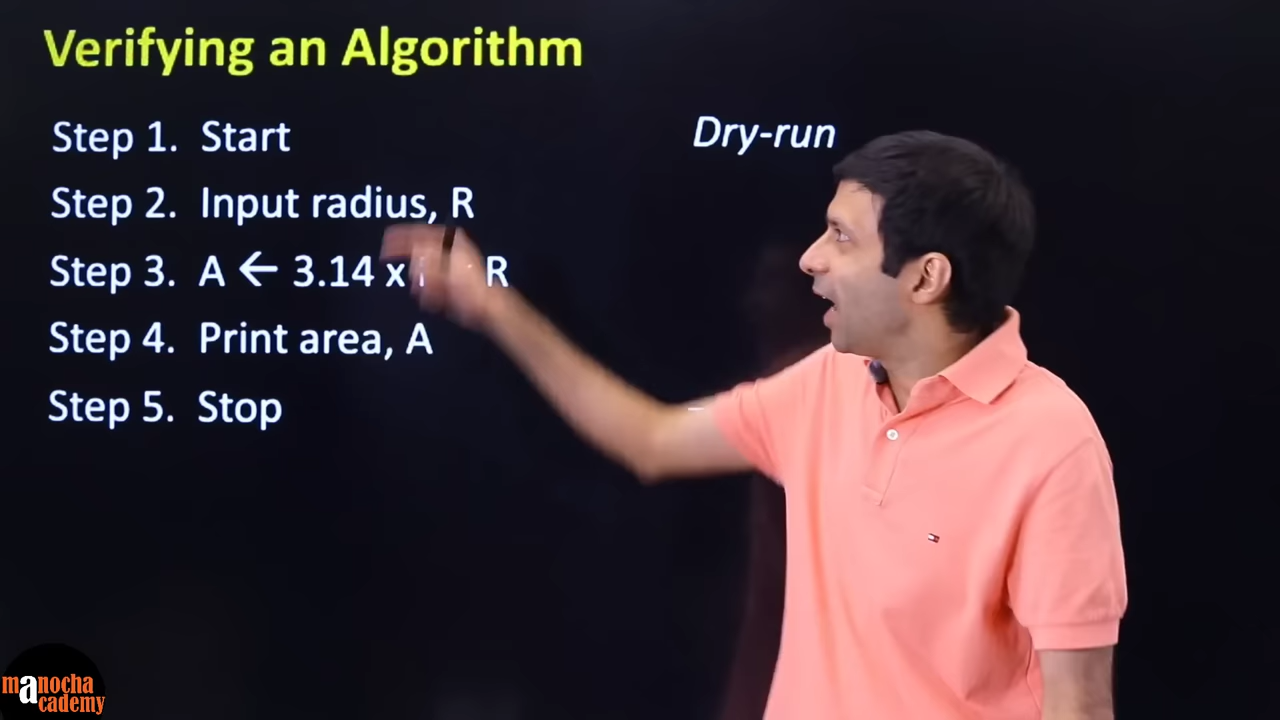 Verifying an Algorithm
Step 1. Start
Dry-run
Step 2. Input radius, R
Step 3. A ← 3.14 x R
Step 4. Print area, A
Step 5. Stop
manocha
academy